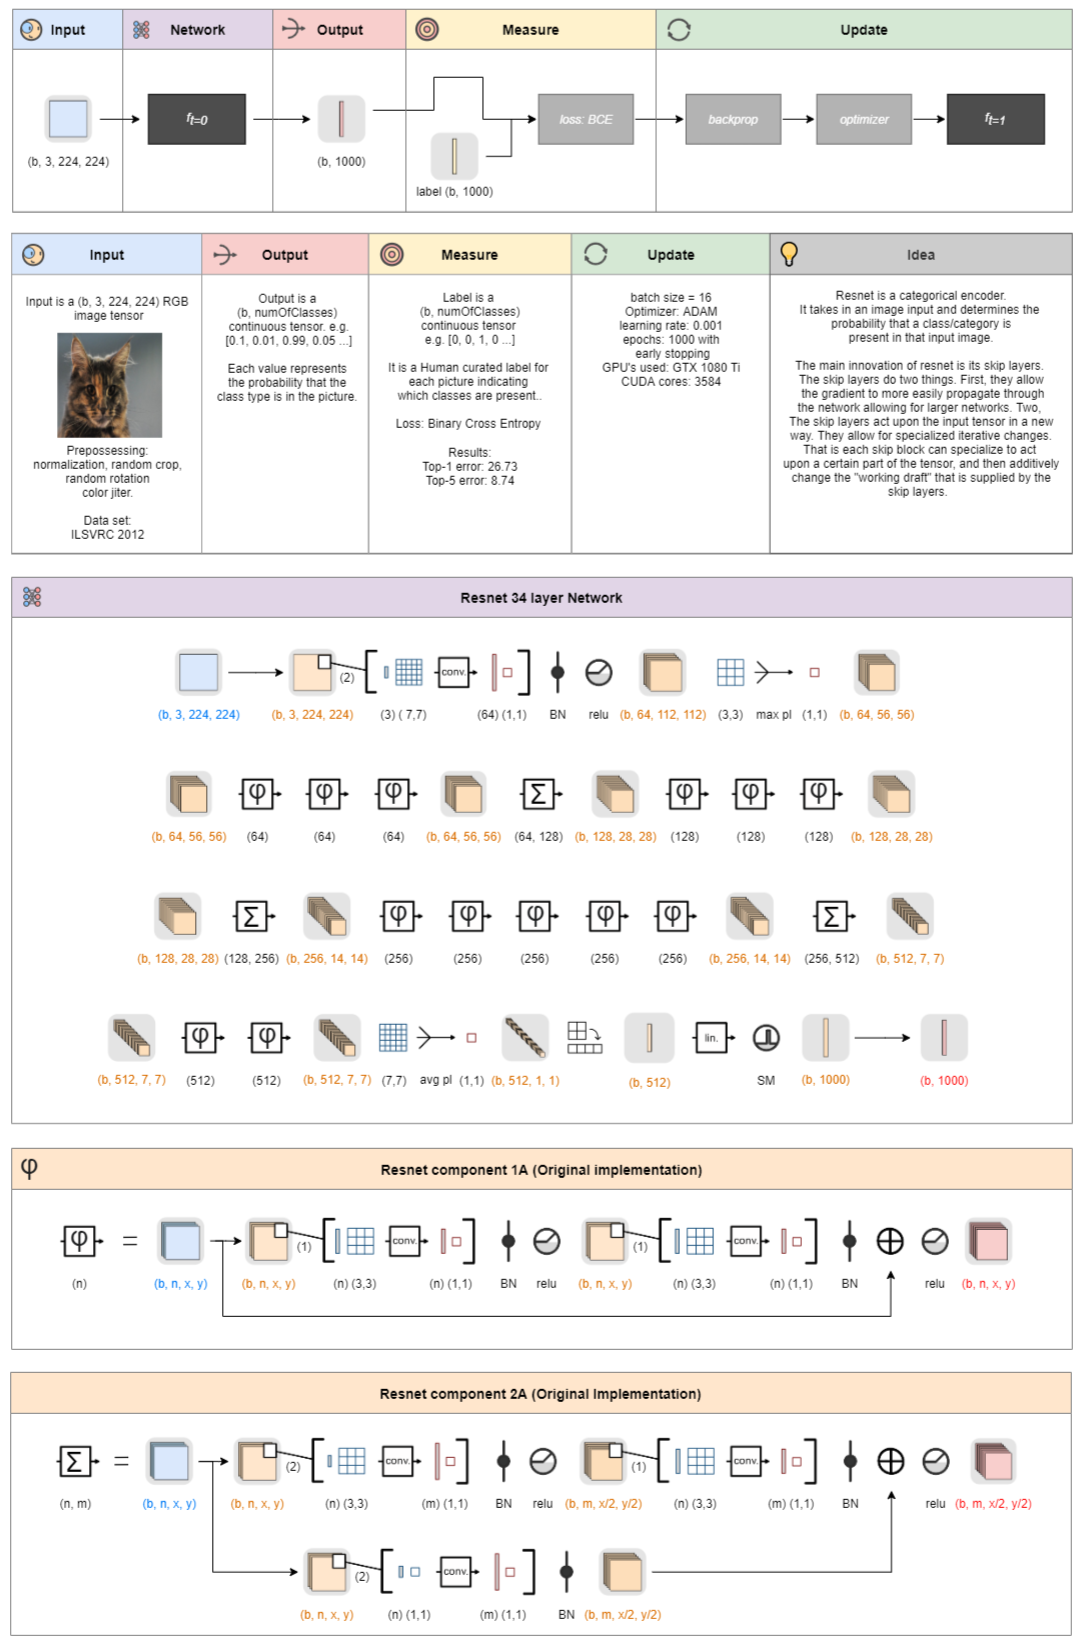 Input
Network
Output
Measure
Update
f t=0
loss: BCE
backprop
optimizer
f t=1
(b, 3, 224, 224)
(b, 1000)
label (b, 1000)
Input
Input is a (b, 3, 224, 224) RGB
image tensor
Prepossessing:
normalization, random crop,
random rotation
color jiter.
Data set:
ILSVRC 2012
Output
Output is a
(b, numOfClasses)
continuous tensor. e.g.
[0.1, 0.01, 0.99, 0.05 ...]
Each value represents
the probability that the
class type is in the picture.
Measure
Label is a
(b, numOfClasses)
continuous tensor
e.g. [0, 0, 1, 0 ...]
It is a Human curated label for
each picture indicating
which classes are present..
Loss: Binary Cross Entropy
Results:
Top-1 error: 26.73
Top-5 error: 8.74
Update
batch size = 16
Optimizer: ADAM
learning rate: 0.001
epochs: 1000 with
early stopping
GPU's used: GTX 1080 Ti
CUDA cores: 3584
Idea
Resnet is a categorical encoder.
It takes in an image input and determines the
probability that a class/category is
present in that input image.
The main innovation of resnet is its skip layers.
The skip layers do two things. First, they allow
the gradient to more easily propagate through
the network allowing for larger networks. Two,
The skip layers act upon the input tensor in a new
way. They allow for specialized iterative changes.
That is each skip block can specialize to act
upon a certain part of the tensor, and then additively
change the "working draft" that is supplied by the
skip layers.
Resnet 34 layer Network
(2) conv.
(b, 3, 224, 224) (b, 3, 224, 224) (3) ( 7,7) (64) (1,1) BN relu (b, 64, 112, 112) (3,3) max pl (1,1) (b, 64, 56, 56)
φ φ φ Σ φ φ φ
(b, 64, 56, 56) (64) (64) (64) (b, 64, 56, 56) (64, 128) (b, 128, 28, 28) (128) (128) (128) (b, 128, 28, 28)
Σ φ φ φ φ φ Σ
(b, 128, 28, 28) (128, 256) (b, 256, 14, 14) (256) (256) (256) (256) (256) (b, 256, 14, 14) (256, 512) (b, 512, 7, 7)
φ φ lin.
(b, 512, 7, 7) (512) (512) (b, 512, 7, 7) (7,7) avg pl (1,1) (b, 512, 1, 1) (b, 512) SM (b, 1000) (b, 1000)
φ
Resnet component 1A (Original implementation)
φ = (1) conv. (1) conv.
(n) (b, n, x, y) (b, n, x, y) (n) (3,3) (n) (1,1) BN relu (b, n, x, y) (n) (3,3) (n) (1,1) BN relu (b, n, x, y)
Resnet component 2A (Original Implementation)
Σ = (2) conv. (1) conv.
(n, m) (b, n, x, y) (b, n, x, y) (n) (3,3) (m) (1,1) BN relu (b, m, x/2, y/2) (n) (3,3) (m) (1,1) BN relu (b, m, x/2, y/2)
(2) conv.
(b, n, x, y) (n) (1,1) (m) (1,1) BN (b, m, x/2, y/2)